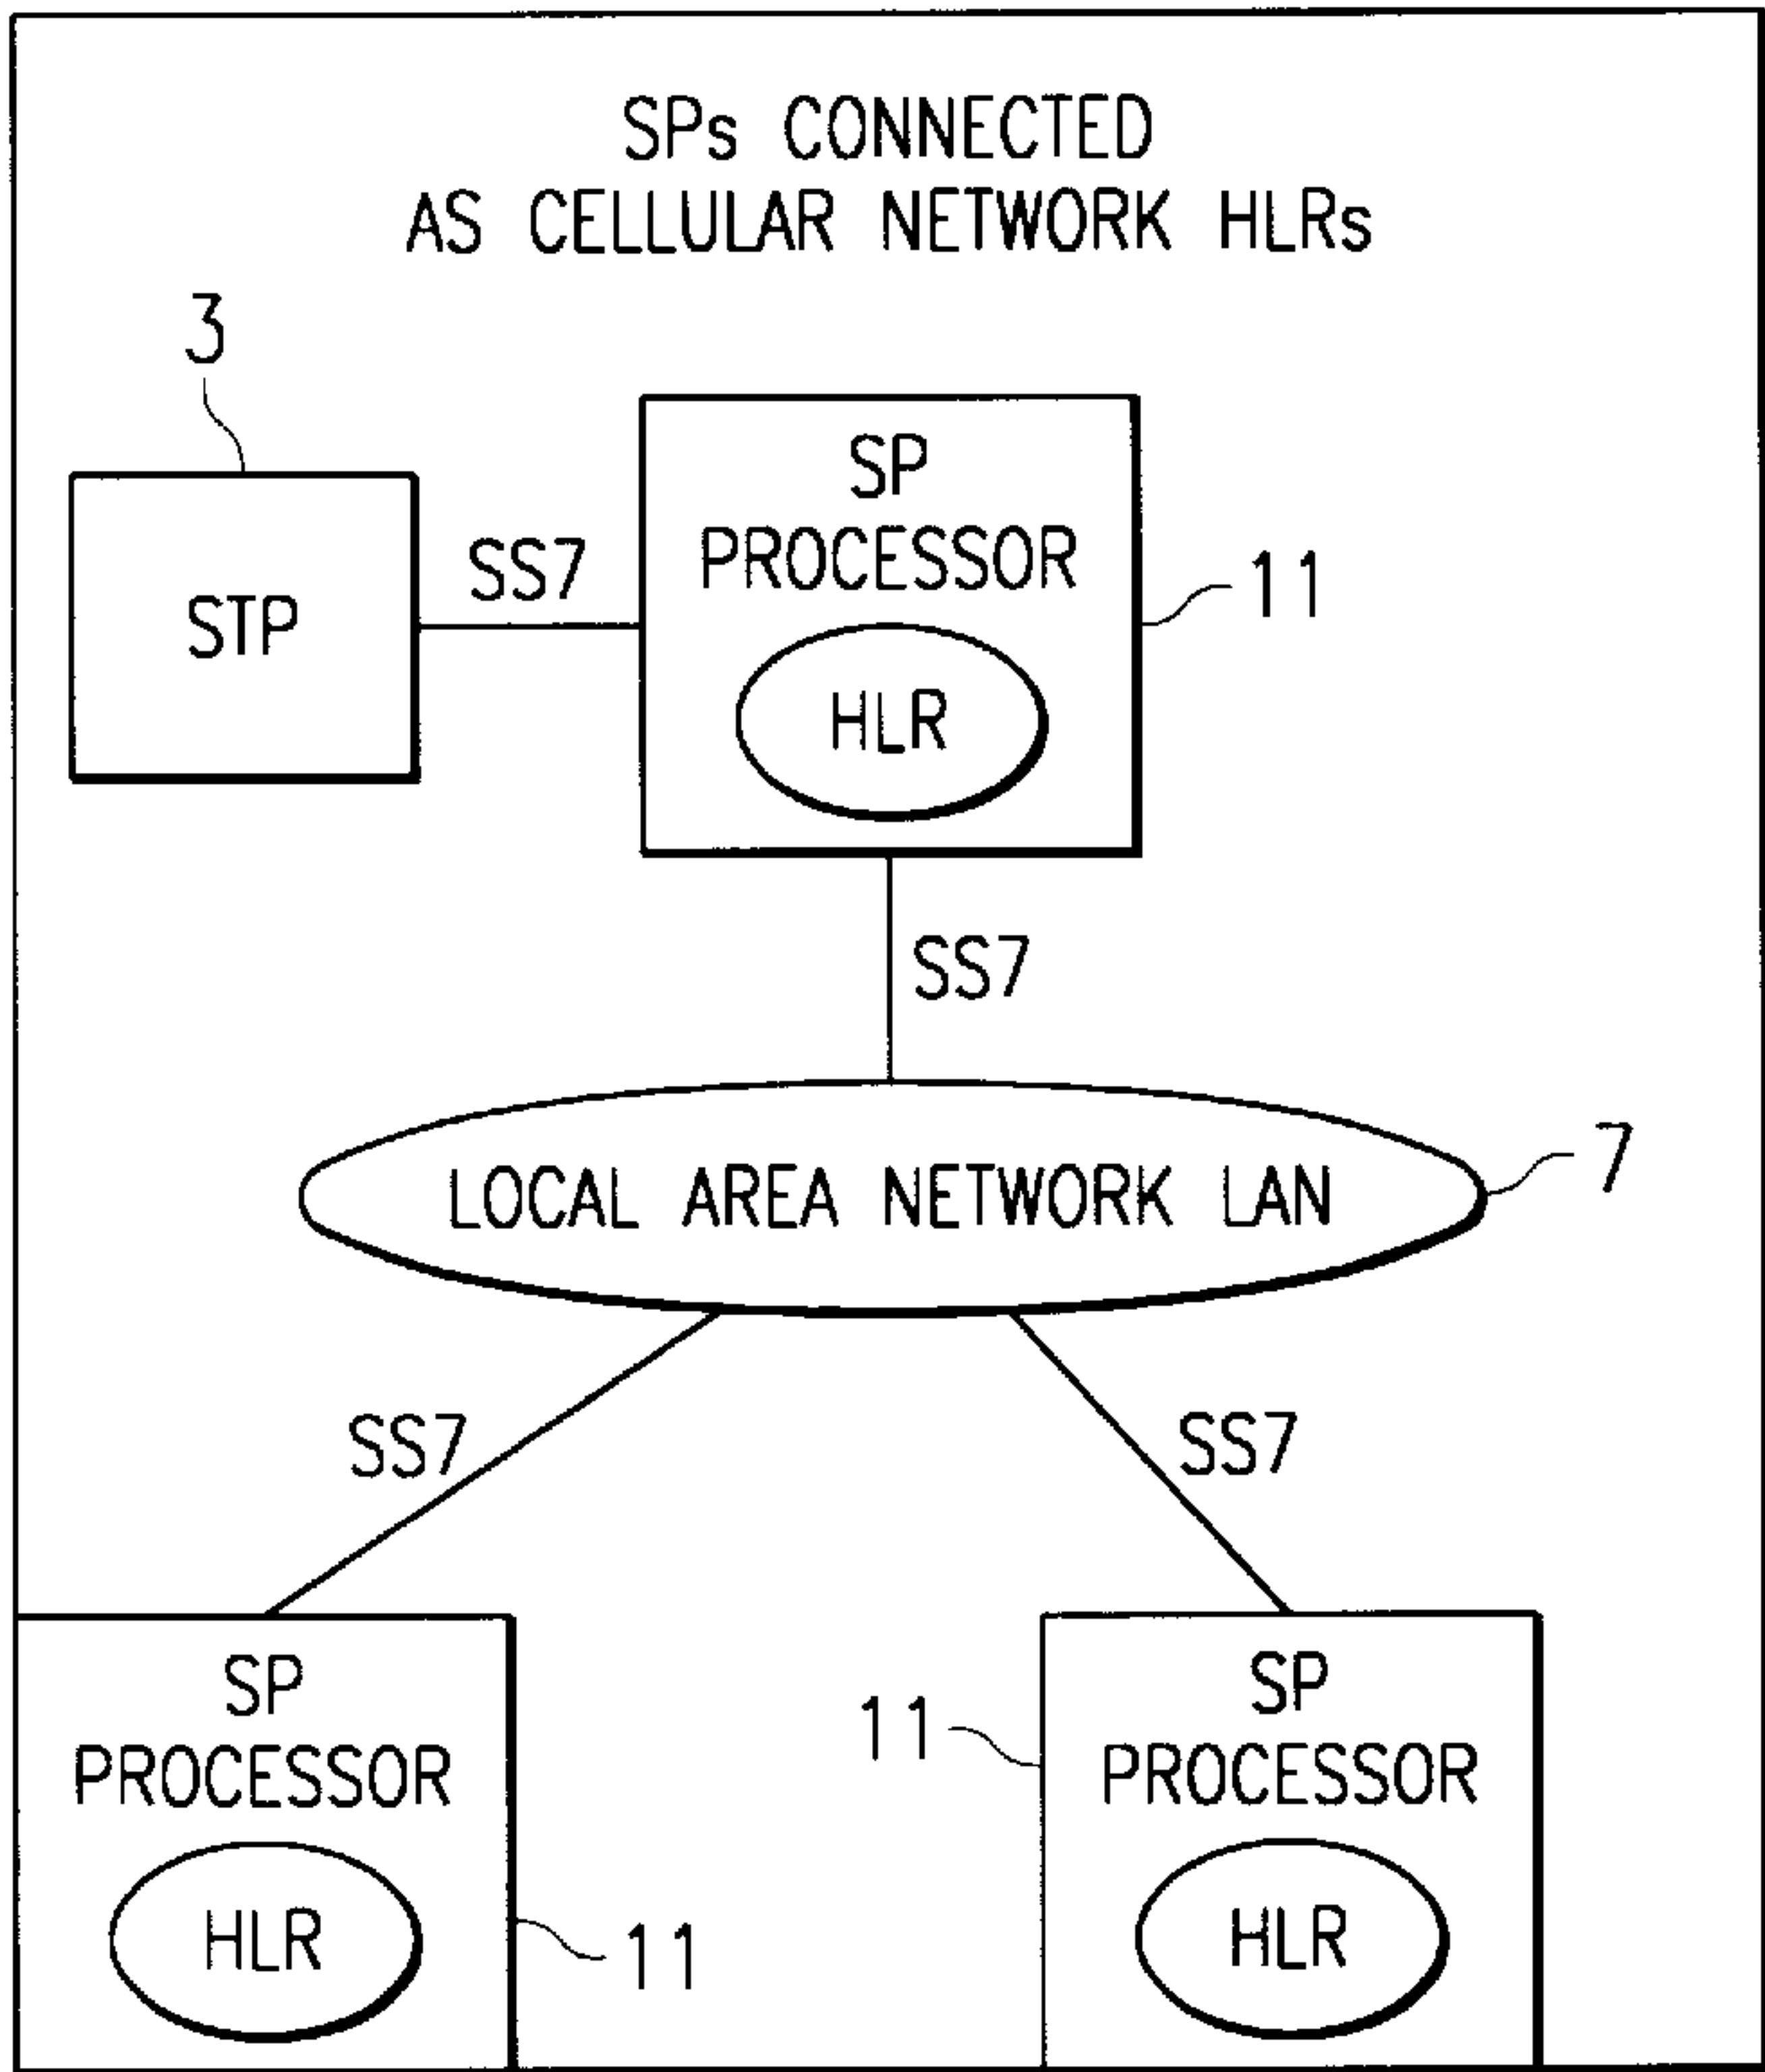 SPs CONNECTED
AS CELLULAR NETWORK HLRs
3
SP
PROCESSOR
SS7
11
STP
HLR
SS7
7
LOCAL AREA NETWORK LAN
SS7
SS7
SP
PROCESSOR
HLR
11
11
SP
PROCESSOR
HLR